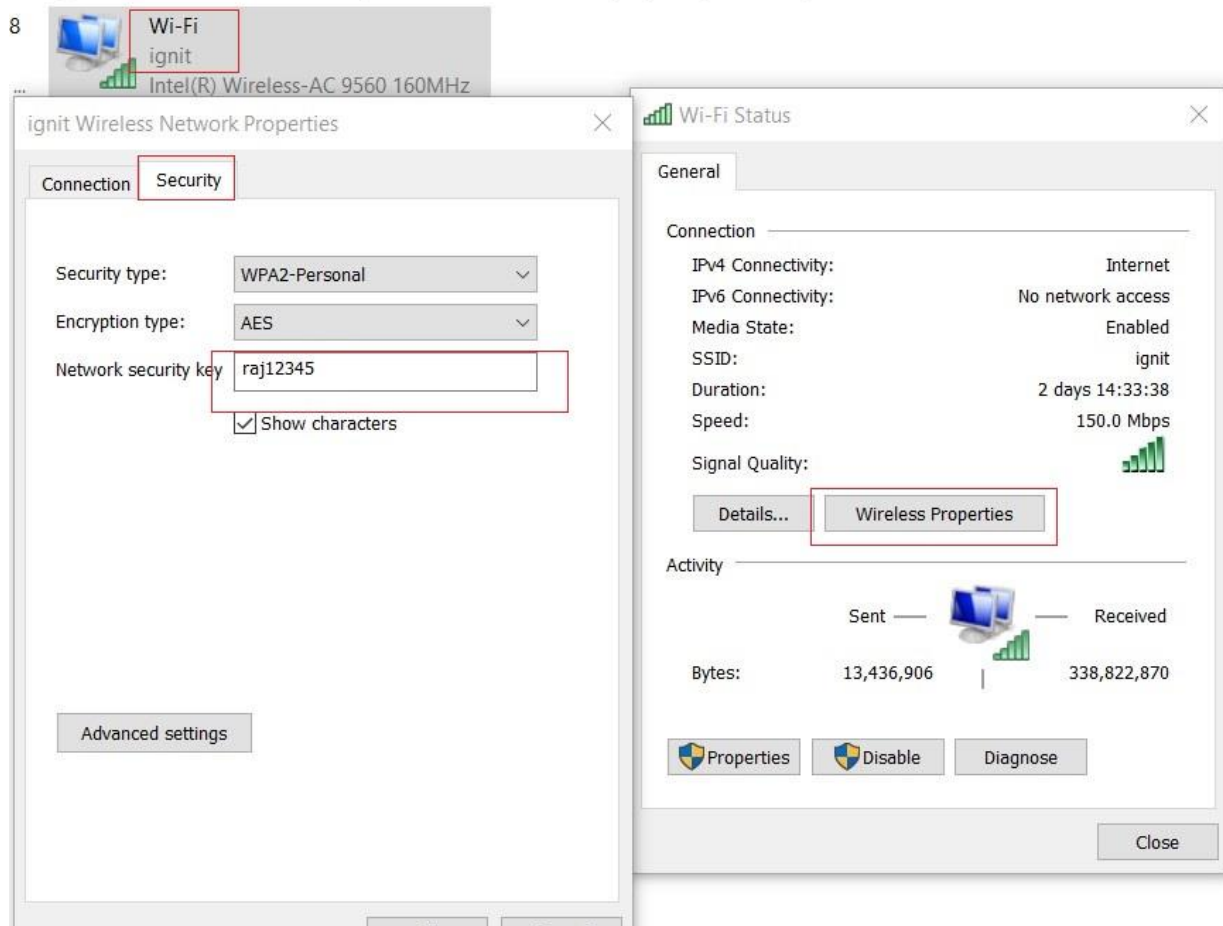 8
Wi-Fi
ignit
...
Intel(R) Wireless-AC 9560 160MHz
ignit Wireless Network Properties
Connection
Security
Security type:
WPA2-Personal
Encryption type:
AES
Network security key
raj12345
Show characters
Advanced settings
Wi-Fi Status
General
Connection
IPv4 Connectivity:
Internet
IPv6 Connectivity:
No network access
Media State:
Enabled
SSID:
ignit
Duration:
2 days 14:33:38
Speed:
150.0 Mbps
Signal Quality:
Details...
Wireless Properties
Activity
Sent
Received
Bytes:
13,436,906
338,822,870
Properties
Disable
Diagnose
Close